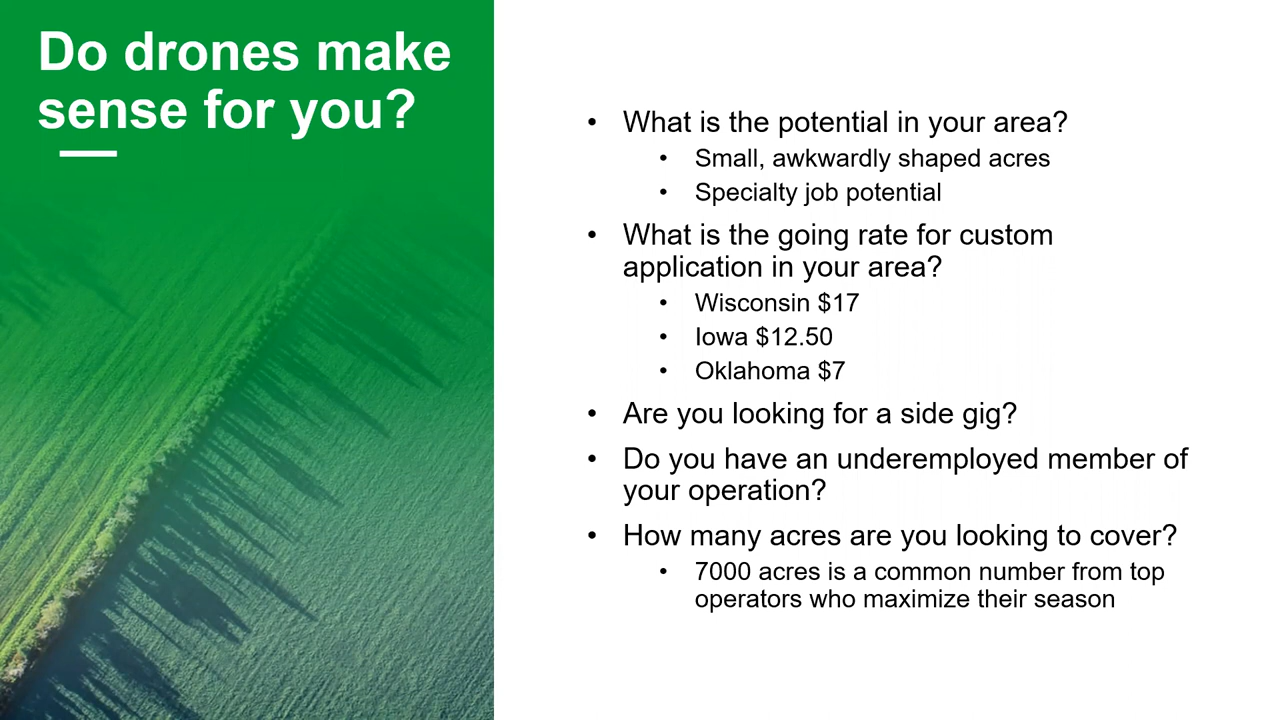 Do drones make
sense for you?
• What is the potential in your area?
• Small, awkwardly shaped acres
• Specialty job potential
• What is the going rate for custom
application in your area?
• Wisconsin $17
• Iowa $12.50
• Oklahoma $7
• Are you looking for a side gig?
• Do you have an underemployed member of
your operation?
• How many acres are you looking to cover?
• 7000 acres is a common number from top
operators who maximize their season